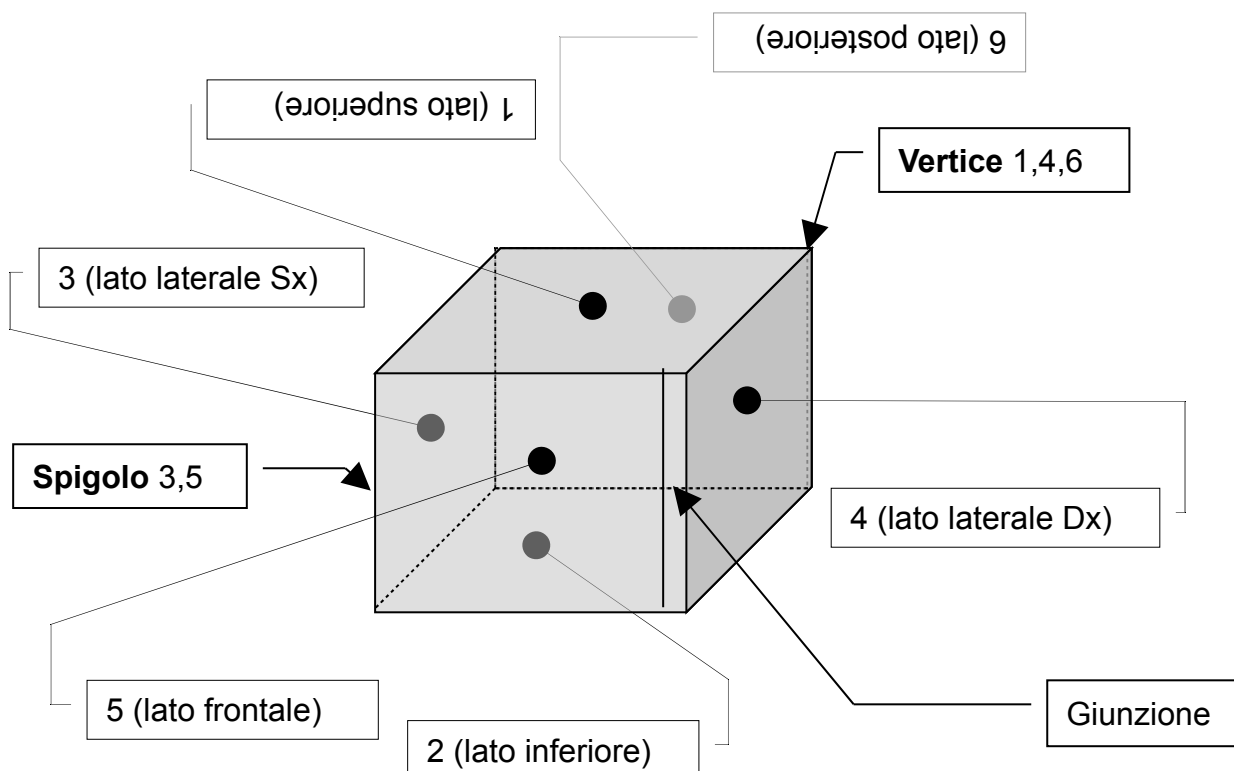 6 (lato posteriore)
1 (lato superiore)
Vertice 1,4,6
3 (lato laterale Sx)
Spigolo 3,5
4 (lato laterale Dx)
5 (lato frontale)
Giunzione
2 (lato inferiore)